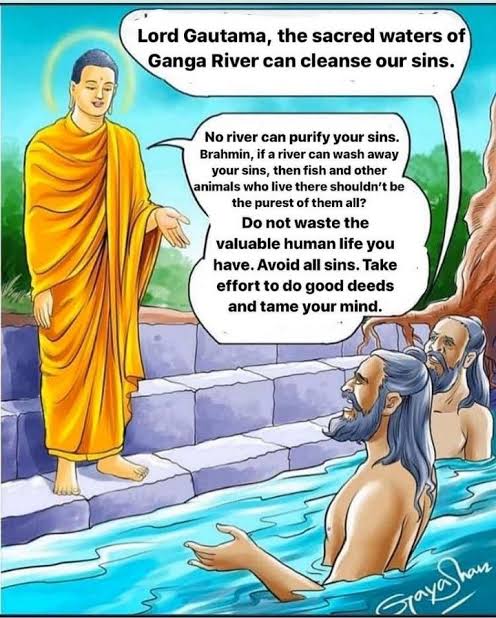 Lord Gautama, the sacred waters of
Ganga River can cleanse our sins.
No river can purify your sins.
Brahmin, if a river can wash away
your sins, then fish and other
animals who live there shouldn't be
the purest of them all?
Do not waste the
valuable human life you
have. Avoid all sins. Take
effort to do good deeds
and tame your mind.